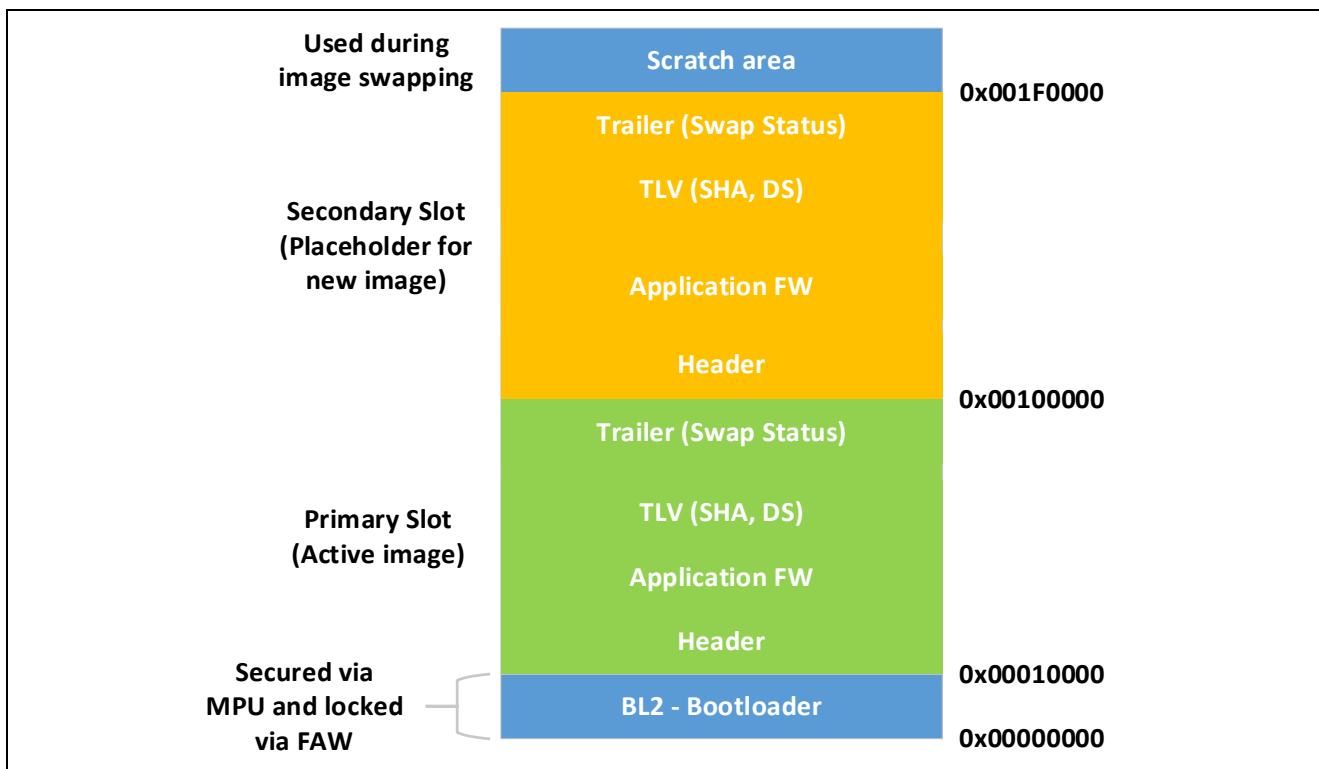 Used during
image swapping
Scratch area
0x001F0000
Trailer (Swap Status)
TLV (SHA, DS)
Secondary Slot
(Placeholder for
new image)
Application FW
Header
0x00100000
Trailer (Swap Status)
TLV (SHA, DS)
Primary Slot
(Active image)
Application FW
Header
0x00010000
Secured via
MPU and locked
via FAW
BL2 - Bootloader
0x00000000